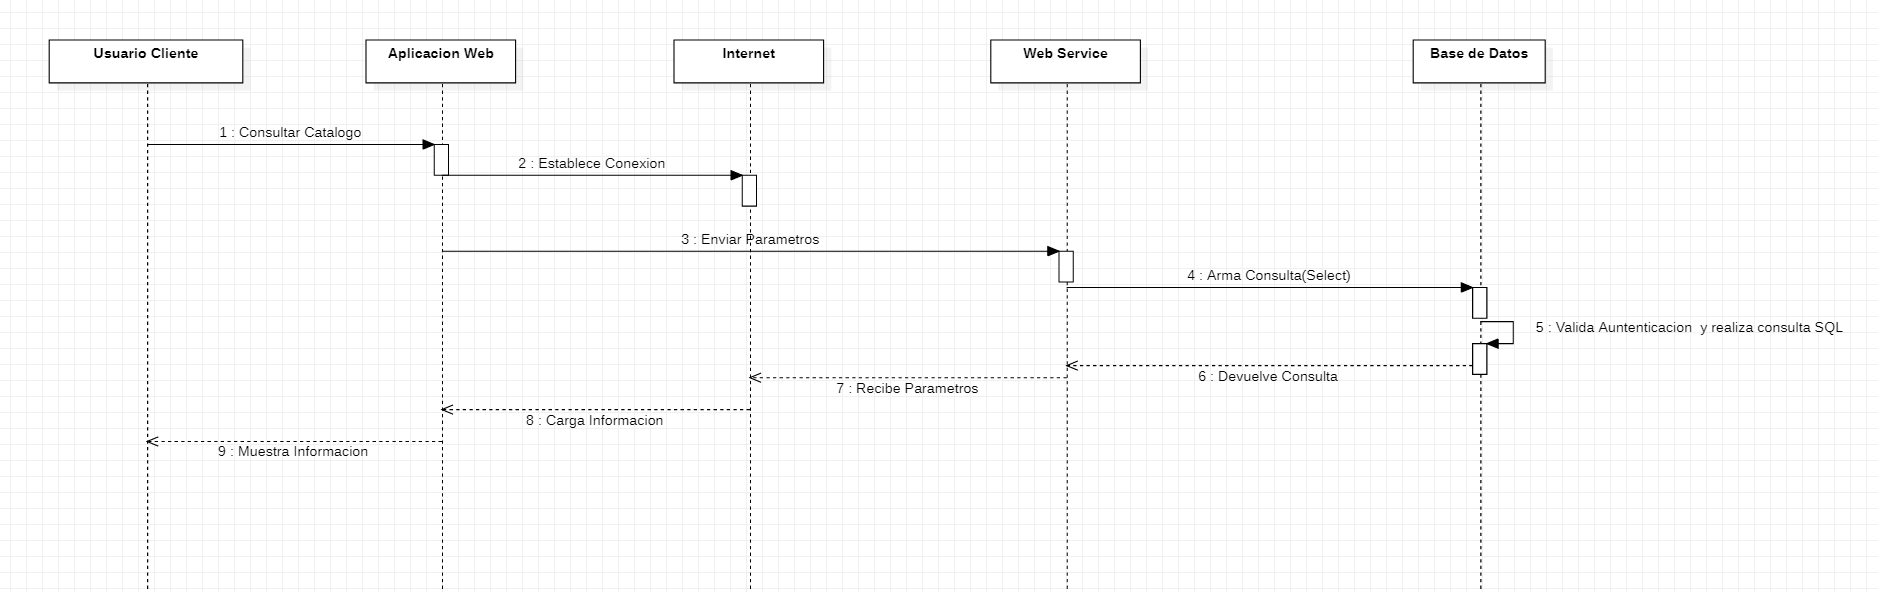 Usuario Cliente
Aplicacion Web
Internet
Web Service
Base de Datos
1 : Consultar Catalogo
2 : Establece Conexion
3 : Enviar Parametros
4 : Arma Consulta(Select)
5 : Valida Auntenticacion  y realiza consulta SQL
6 : Devuelve Consulta
7 : Recibe Parametros
8 : Carga Informacion
9 : Muestra Informacion